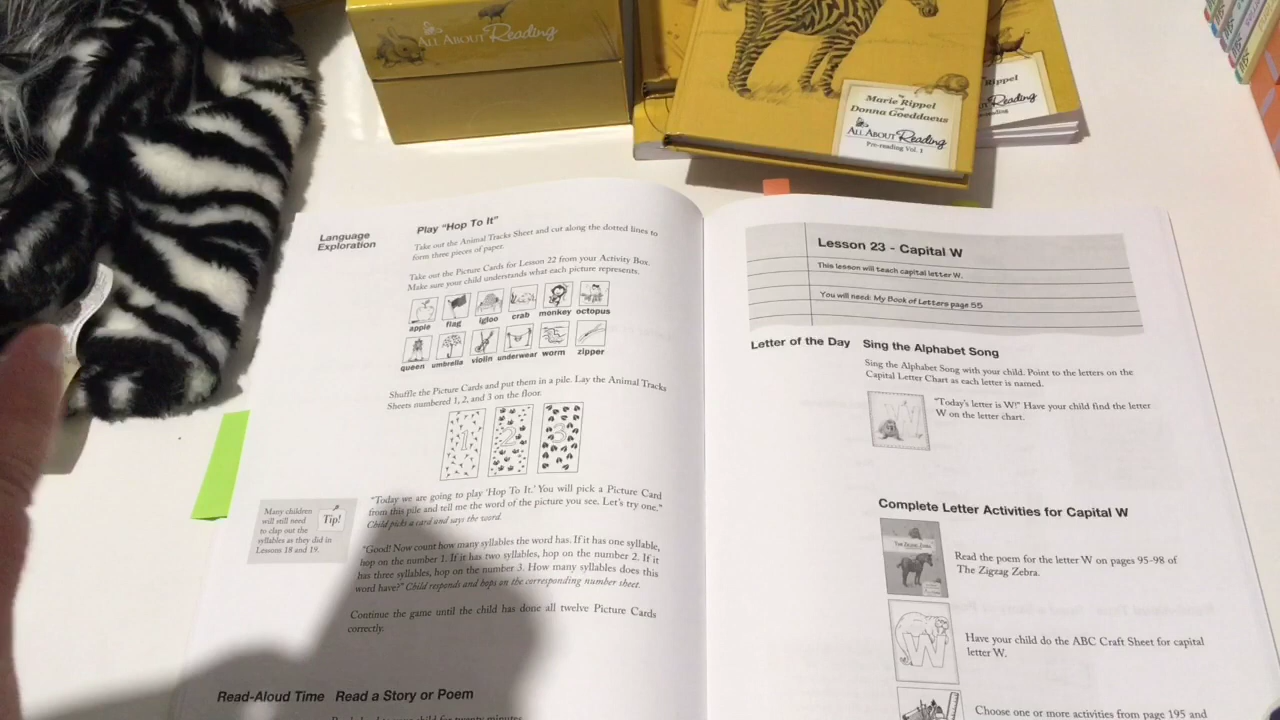 All About Reading
by
Marie Rippel
and
Donna Goeddaeus
All About Reading
Pre-reading Vol. 1
Rippel
Reading
Language
Exploration
Play "Hop To It"
Take out the Animal Tracks Sheet and cut along the dotted lines to
form three pieces of paper.
Take out the Picture Cards for Lesson 22 from your Activity Box.
Make sure your child understands what each picture represents.
apple flag igloo crab monkey octopus
queen umbrella violin underwear worm zipper
Shuffle the Picture Cards and put them in a pile. Lay the Animal Tracks
Sheets numbered 1, 2, and 3 on the floor.
1 2 3
"Today we are going to play 'Hop To It.' You will pick a Picture Card
from this pile and tell me the word of the picture you see. Let's try one."
Child picks a card and says the word.
Many children
will still need
to clap out the
syllables as they did in
Lessons 18 and 19.
Tip!
"Good! Now count how many syllables the word has. If it has one syllable,
hop on the number 1. If it has two syllables, hop on the number 2. If it
has three syllables, hop on the number 3. How many syllables does this
word have?" Child responds and hops on the corresponding number sheet.
Continue the game until the child has done all twelve Picture Cards
correctly.
Read-Aloud Time Read a Story or Poem
Lesson 23 - Capital W
This lesson will teach capital letter W.
You will need: My Book of Letters page 55
Letter of the Day Sing the Alphabet Song
Sing the Alphabet Song with your child. Point to the letters on the
Capital Letter Chart as each letter is named.
"Today's letter is W!" Have your child find the letter
W on the letter chart.
Complete Letter Activities for Capital W
The Zigzag Zebra
Read the poem for the letter W on pages 95-98 of
The Zigzag Zebra.
W
Have your child do the ABC Craft Sheet for capital
letter W.
Choose one or more activities from page 195 and